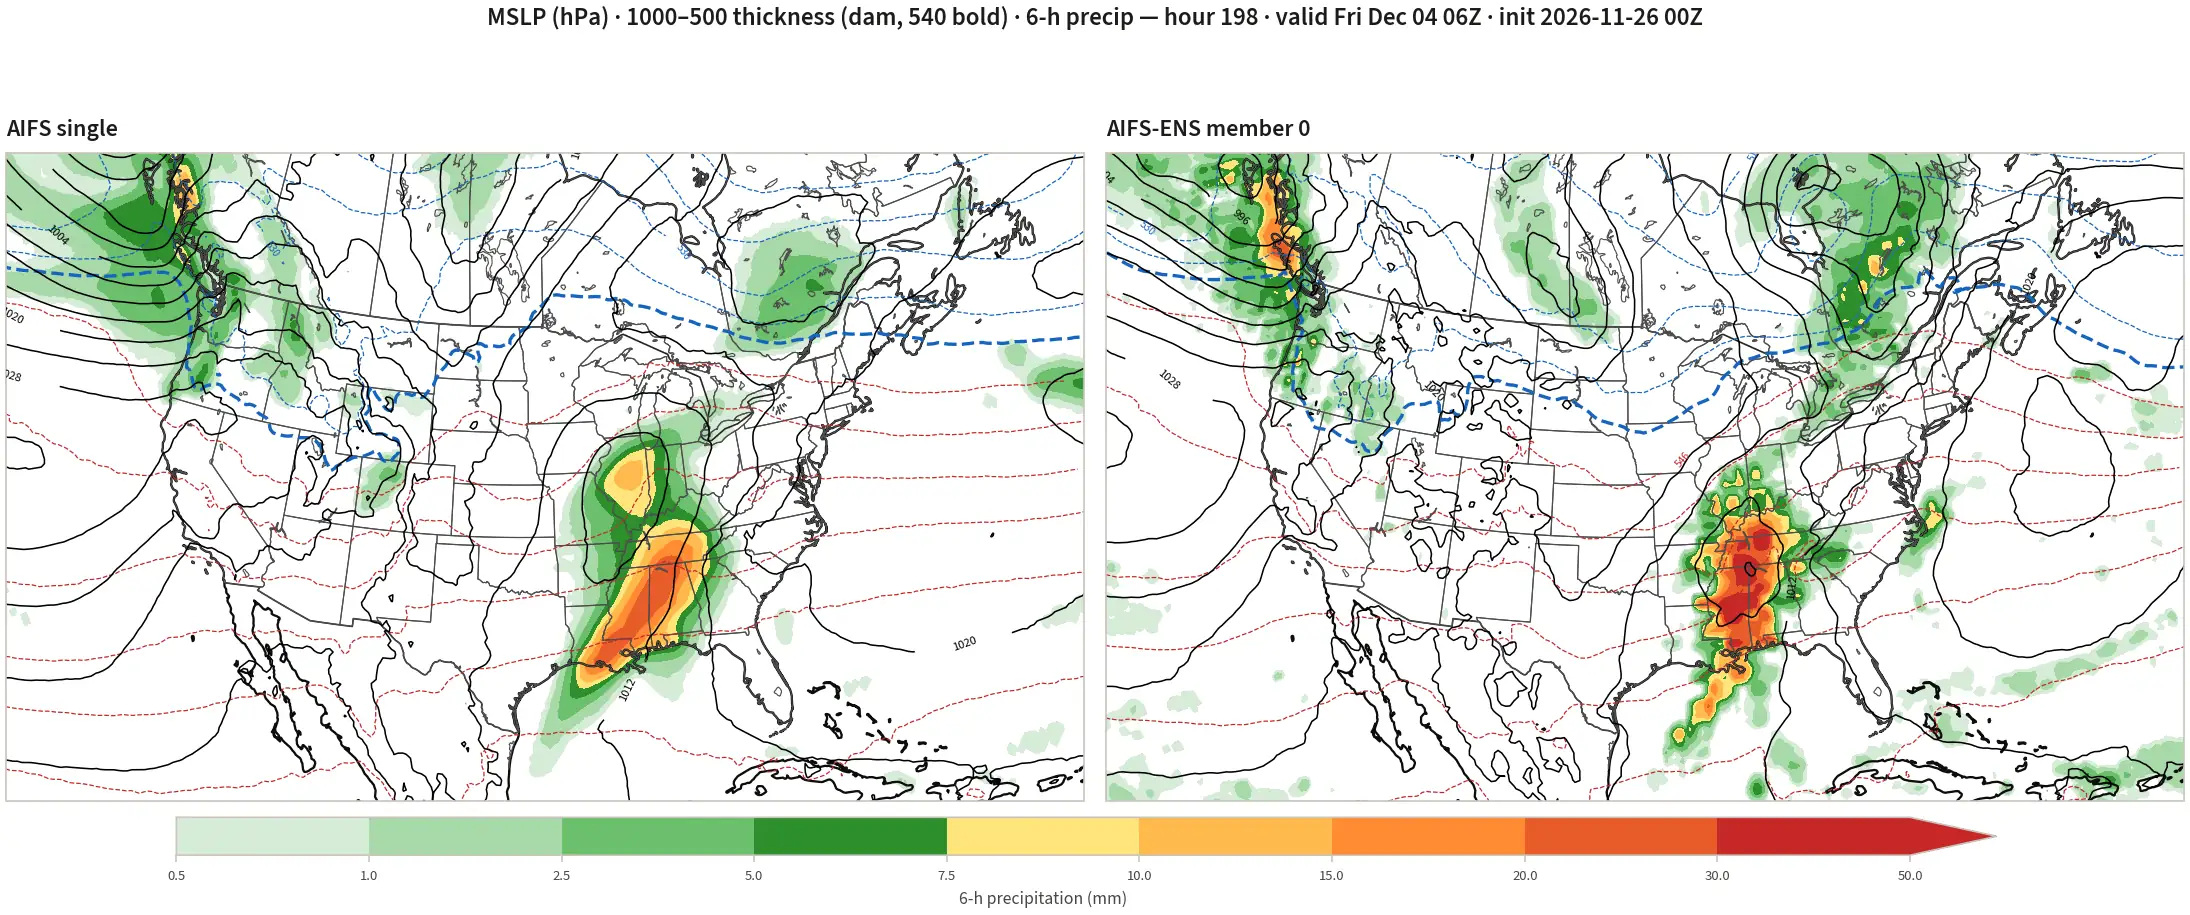 MSLP (hPa) · 1000–500 thickness (dam, 540 bold) · 6-h precip — hour 198 · valid Fri Dec 04 06Z · init 2026-11-26 00Z
AIFS single
AIFS-ENS member 0
1004
1028
1012
1020
996
1028
546
0.5 1.0 2.5 5.0 7.5 10.0 15.0 20.0 30.0 50.0
6-h precipitation (mm)